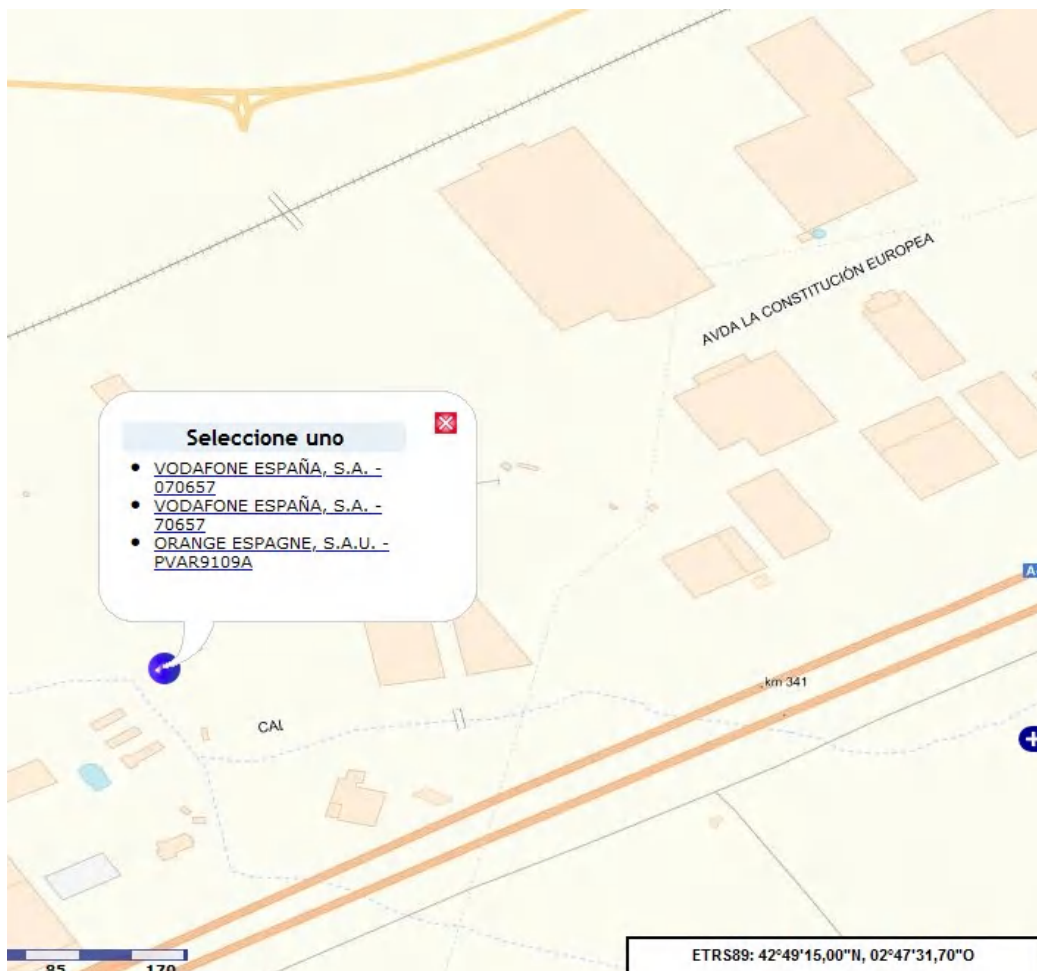 AVDA LA CONSTITUCIÓN EUROPEA
Seleccione uno
VODAFONE ESPAÑA, S.A. -
070657
VODAFONE ESPAÑA, S.A. -
70657
ORANGE ESPAGNE, S.A.U. -
PVAR9109A
km 341
CAL
85 170
ETRS89: 42°49'15,00"N, 02°47'31,70"O